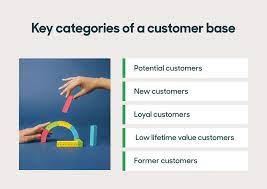 Key categories of a customer base
Potential customers
New customers
Loyal customers
Low lifetime value customers
Former customers